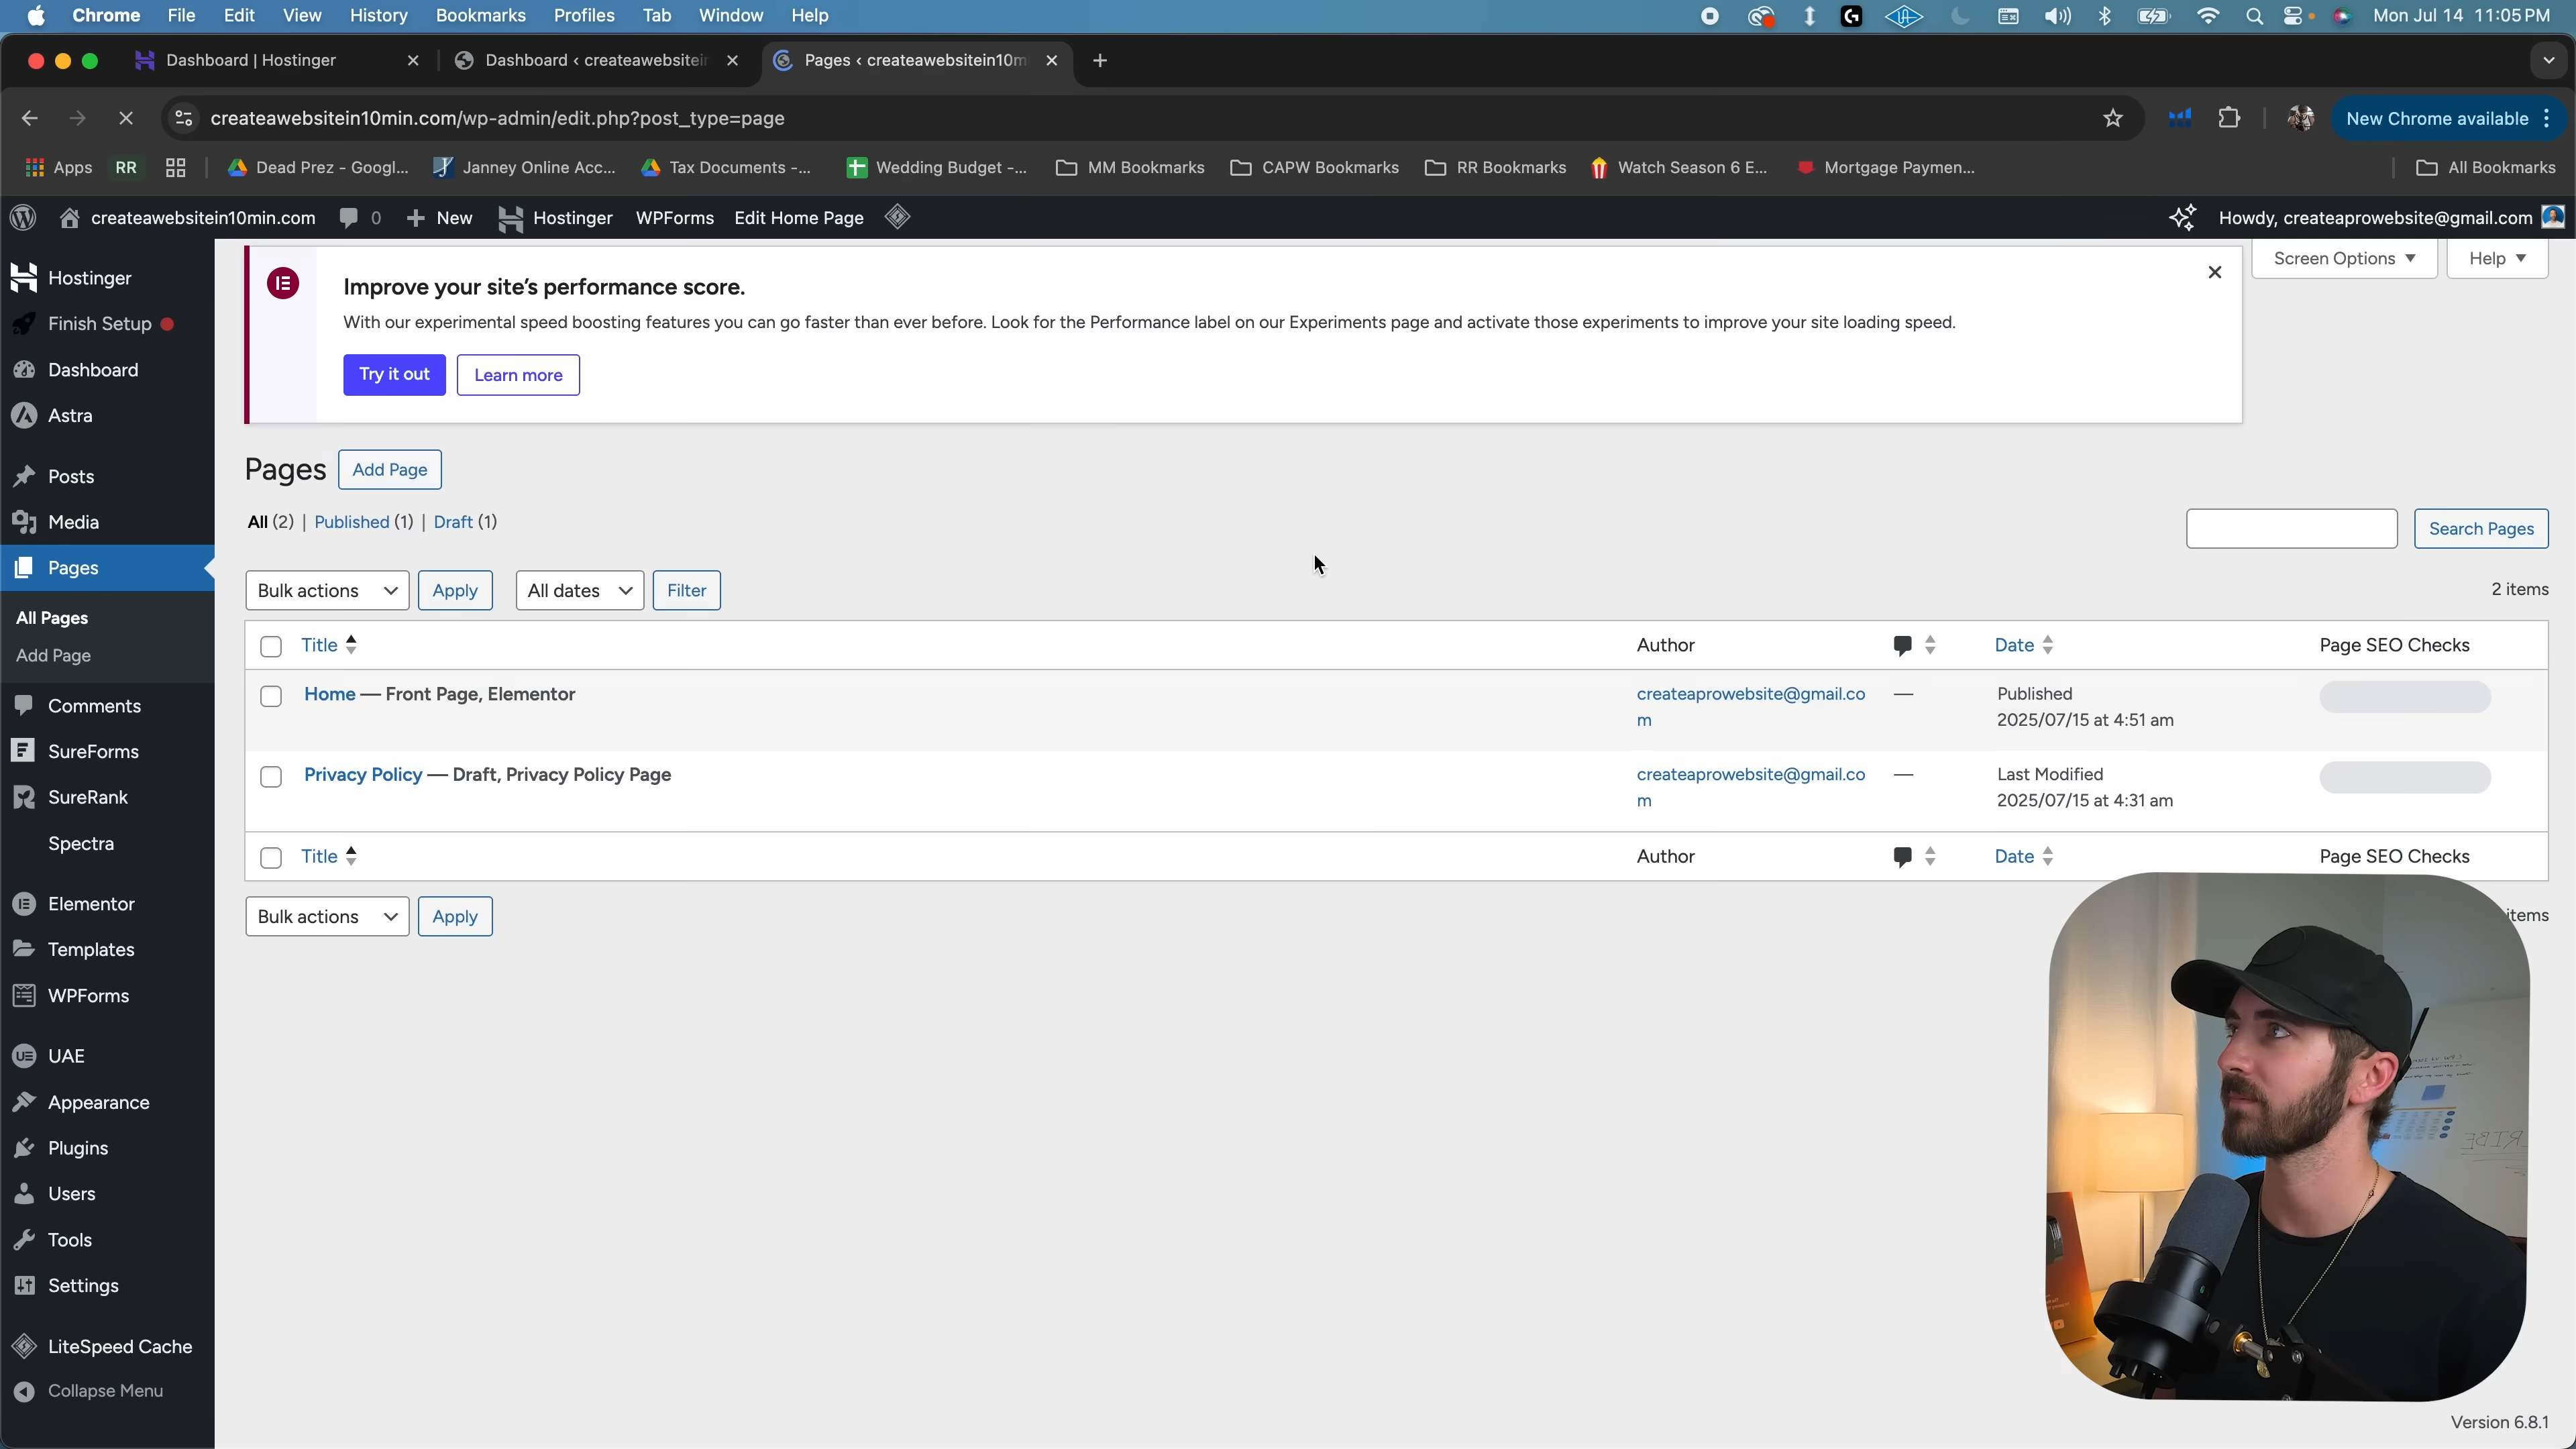 Chrome File Edit View History Bookmarks Profiles Tab Window Help Mon Jul 14 11:05 PM
Dashboard | Hostinger Dashboard < createawebsitei Pages < createawebsitein10m
createawebsitein10min.com/wp-admin/edit.php?post_type=page New Chrome available
Apps RR Dead Prez - Googl... Janney Online Acc... Tax Documents -... Wedding Budget -... MM Bookmarks CAPW Bookmarks RR Bookmarks Watch Season 6 E... Mortgage Paymen... All Bookmarks
createawebsitein10min.com 0 + New Hostinger WPForms Edit Home Page Howdy, createaprowebsite@gmail.com
Hostinger
Finish Setup
Dashboard
Astra
Posts
Media
Pages
All Pages
Add Page
Comments
SureForms
SureRank
Spectra
Elementor
Templates
WPForms
UAE
Appearance
Plugins
Users
Tools
Settings
LiteSpeed Cache
Collapse Menu
Screen Options Help
Improve your site's performance score.
With our experimental speed boosting features you can go faster than ever before. Look for the Performance label on our Experiments page and activate those experiments to improve your site loading speed.
Try it out Learn more
Pages Add Page
All (2) | Published (1) | Draft (1)
Search Pages
Bulk actions Apply All dates Filter 2 items
Title Author Date Page SEO Checks
Home — Front Page, Elementor createaprowebsite@gmail.co — Published
m 2025/07/15 at 4:51 am
Privacy Policy — Draft, Privacy Policy Page createaprowebsite@gmail.co — Last Modified
m 2025/07/15 at 4:31 am
Title Author Date Page SEO Checks
Bulk actions Apply items
Version 6.8.1